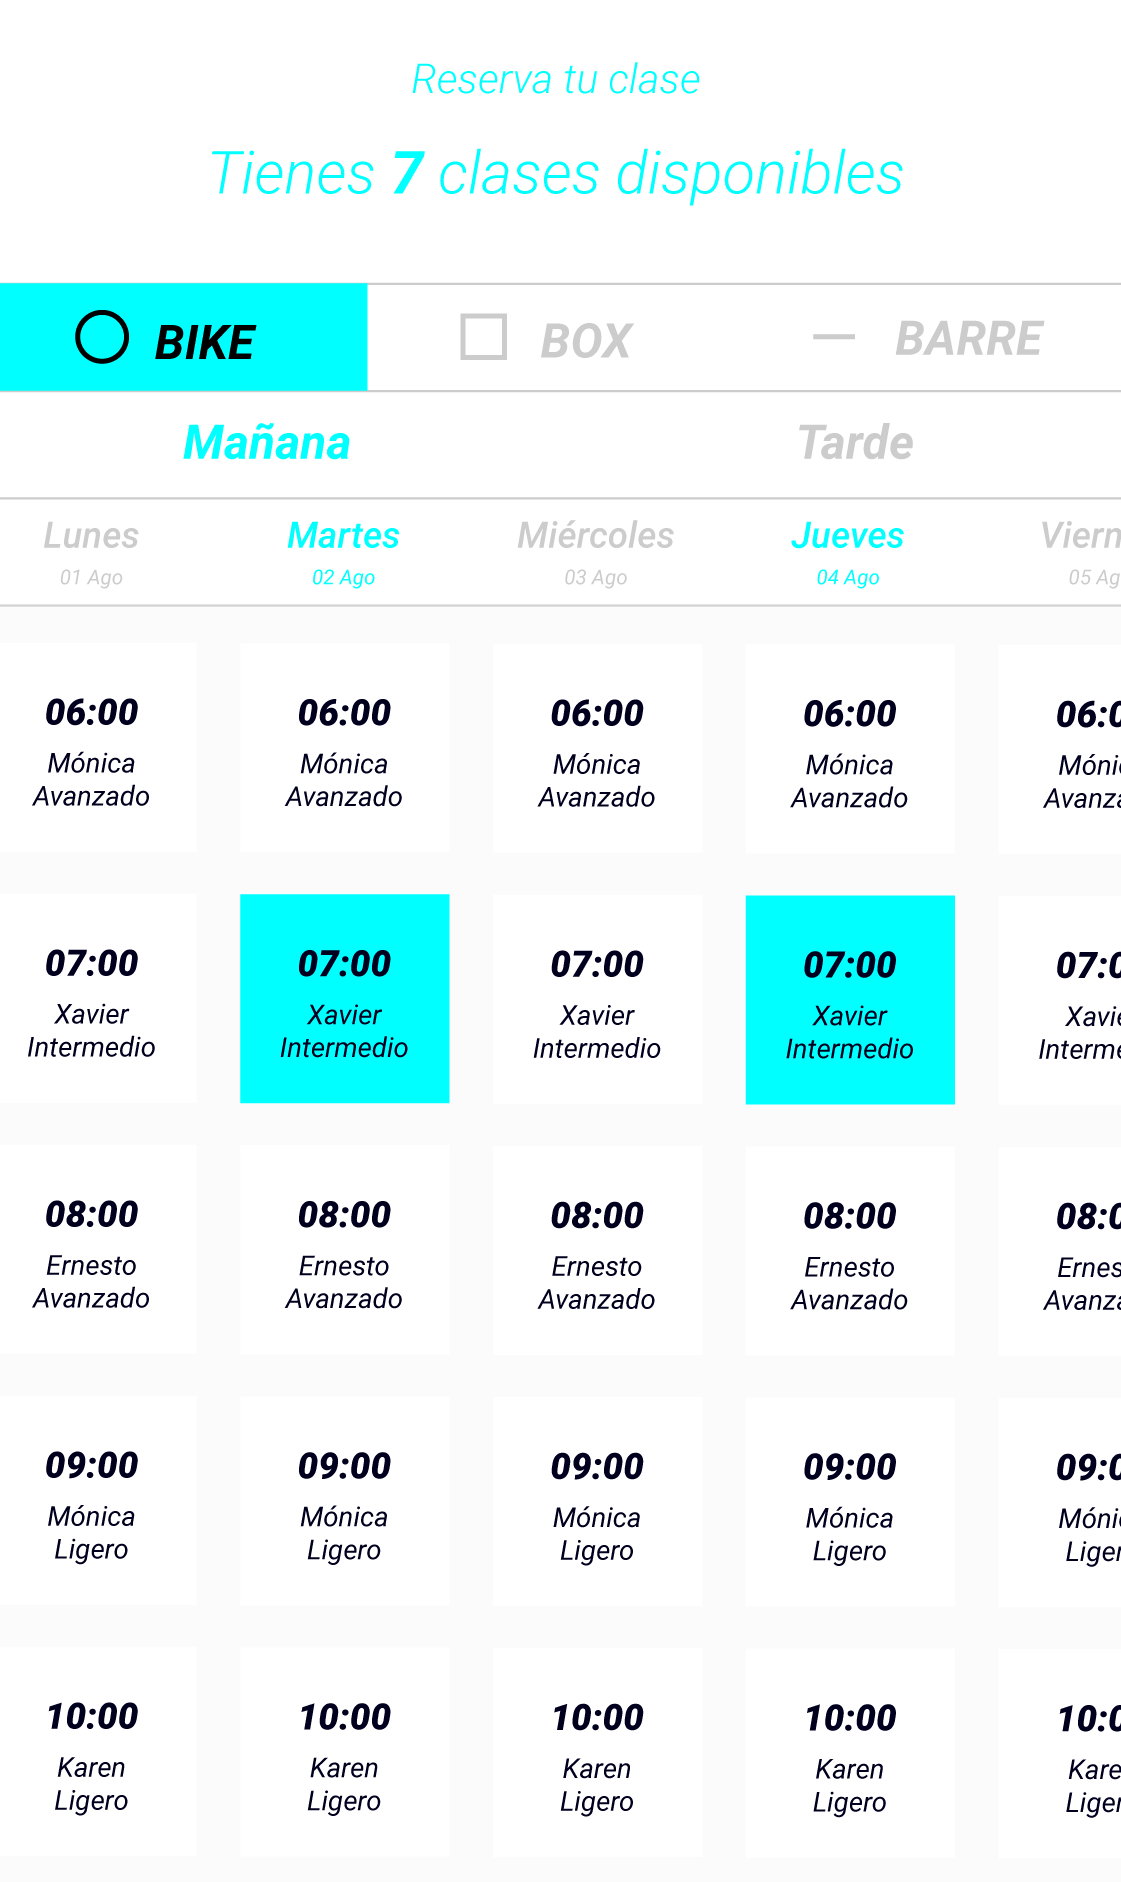 Reserva tu clase
Tienes 7 clases disponibles
BIKE BOX BARRE
Mañana Tarde
Lunes Martes Miércoles Jueves Viern
01 Ago 02 Ago 03 Ago 04 Ago 05 Ag
06:00 06:00 06:00 06:00 06:0
Mónica Mónica Mónica Mónica Móni
Avanzado Avanzado Avanzado Avanzado Avanza
07:00 07:00 07:00 07:00 07:0
Xavier Xavier Xavier Xavier Xavie
Intermedio Intermedio Intermedio Intermedio Interme
08:00 08:00 08:00 08:00 08:0
Ernesto Ernesto Ernesto Ernesto Ernes
Avanzado Avanzado Avanzado Avanzado Avanza
09:00 09:00 09:00 09:00 09:0
Mónica Mónica Mónica Mónica Móni
Ligero Ligero Ligero Ligero Liger
10:00 10:00 10:00 10:00 10:0
Karen Karen Karen Karen Kare
Ligero Ligero Ligero Ligero Liger